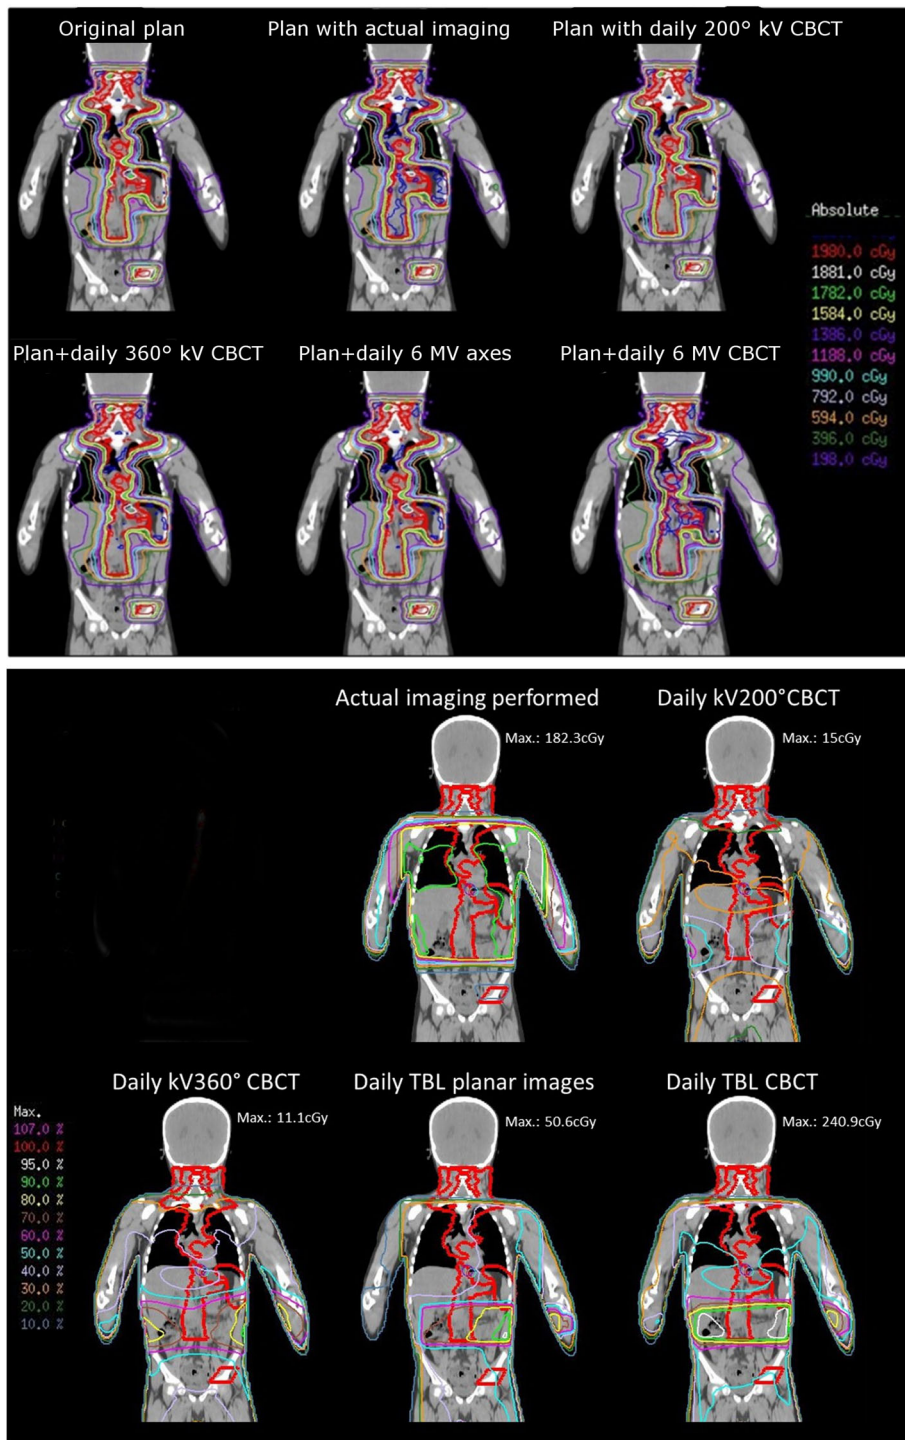 Original plan
Plan with actual imaging
Plan with daily 200° kV CBCT
Absolute
1980.0 cGy
1881.0 cGy
1782.0 cGy
1584.0 cGy
1386.0 cGy
1188.0 cGy
990.0 cGy
792.0 cGy
594.0 cGy
396.0 cGy
198.0 cGy
Plan+daily 360° kV CBCT
Plan+daily 6 MV axes
Plan+daily 6 MV CBCT
Actual imaging performed
Max.: 182.3cGy
Daily kV200°CBCT
Max.: 15cGy
Daily kV360° CBCT
Max.: 11.1cGy
Daily TBL planar images
Max.: 50.6cGy
Daily TBL CBCT
Max.: 240.9cGy
Max.
107.0 %
100.0 %
95.0 %
90.0 %
80.0 %
70.0 %
60.0 %
50.0 %
40.0 %
30.0 %
20.0 %
10.0 %